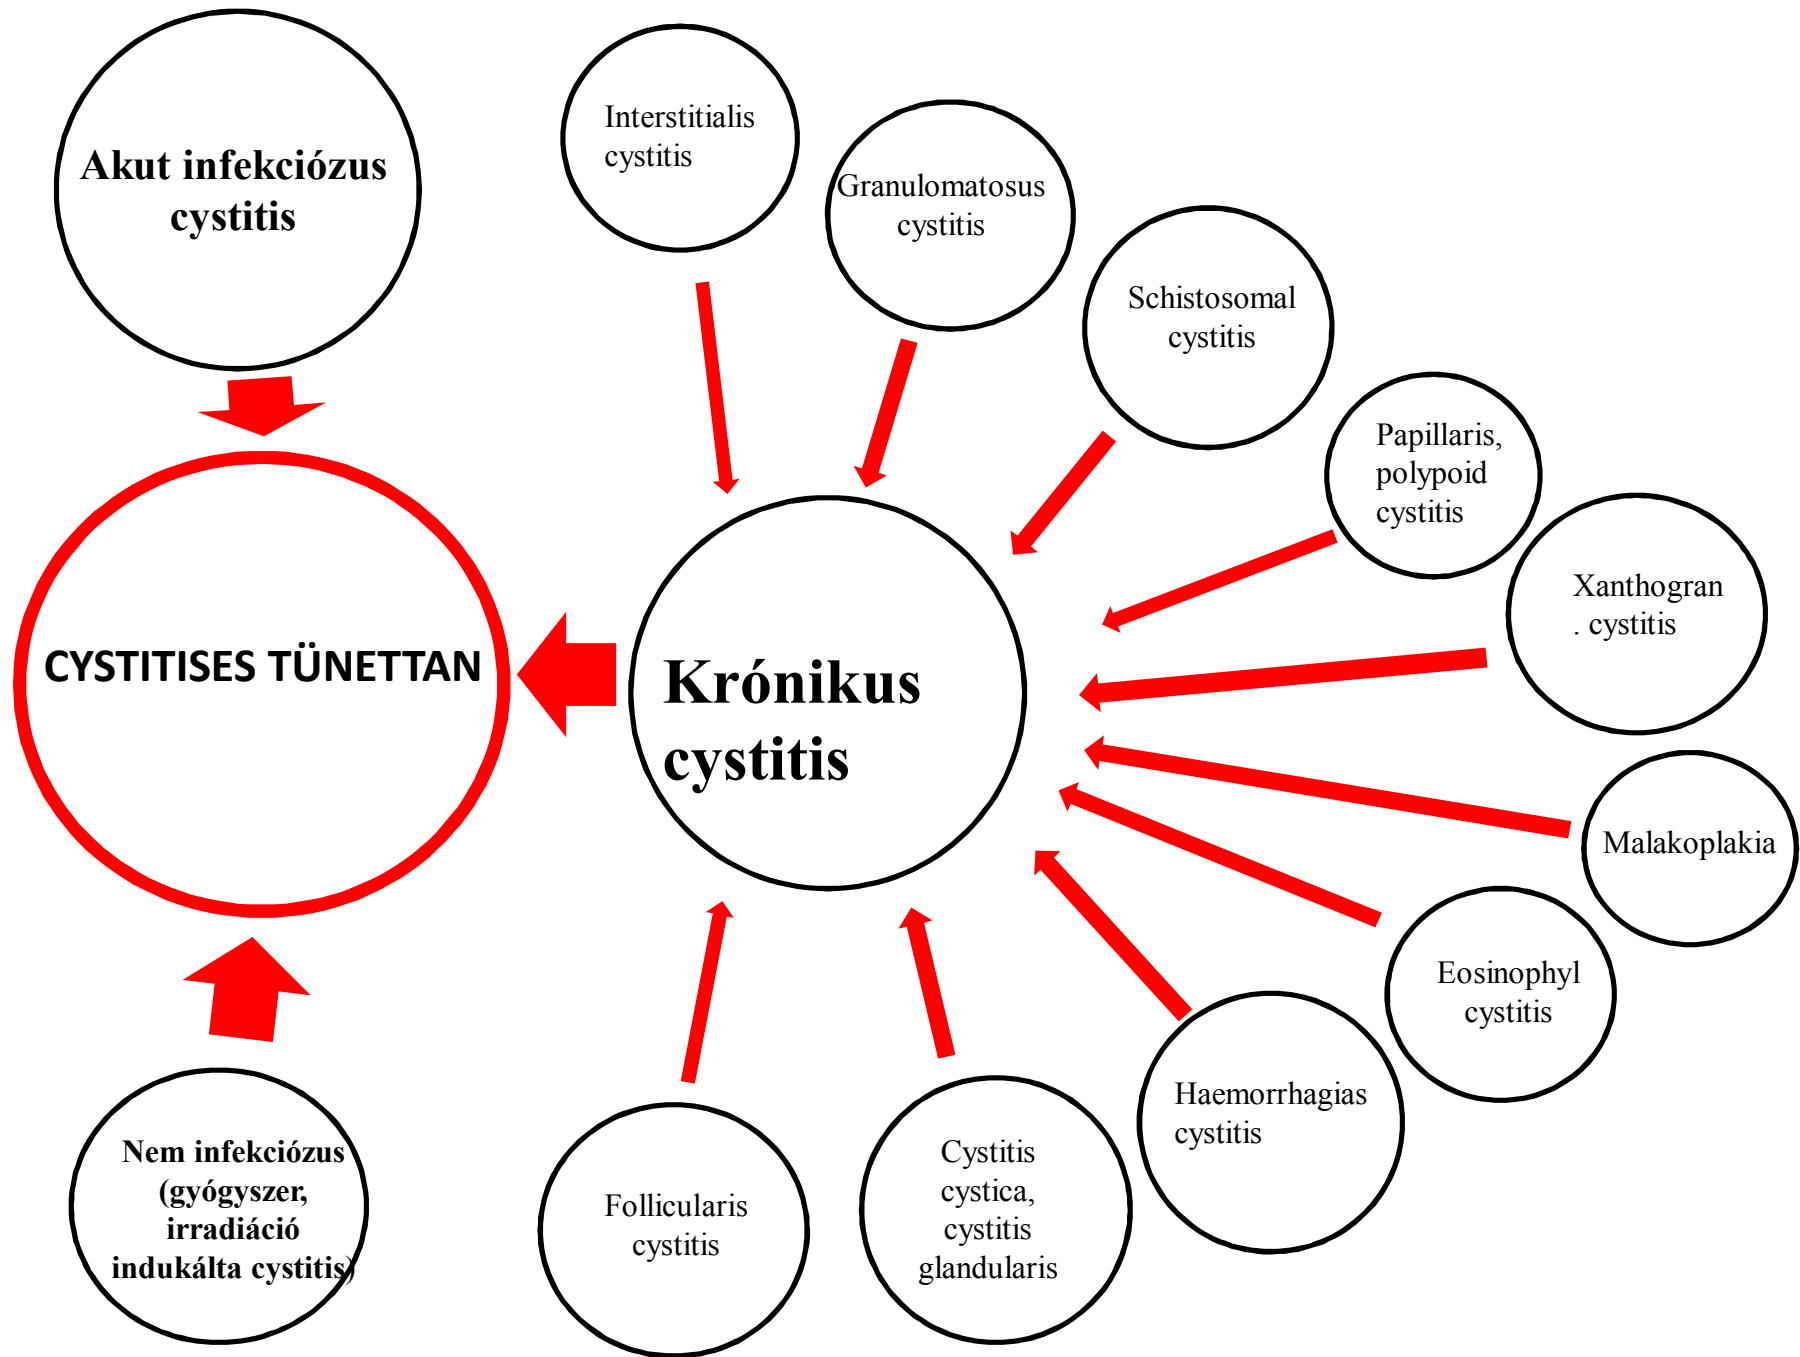 Akut infekciózus
cystitis
Interstitialis
cystitis
Granulomatosus
cystitis
Schistosomal
cystitis
Papillaris,
polypoid
cystitis
Xanthogran
. cystitis
CYSTITISES TÜNETTAN
Krónikus
cystitis
Malakoplakia
Eosinophyl
cystitis
Haemorrhagias
cystitis
Cystitis
cystica,
cystitis
glandularis
Follicularis
cystitis
Nem infekciózus
(gyógyszer,
irradiáció
indukálta cystitis)